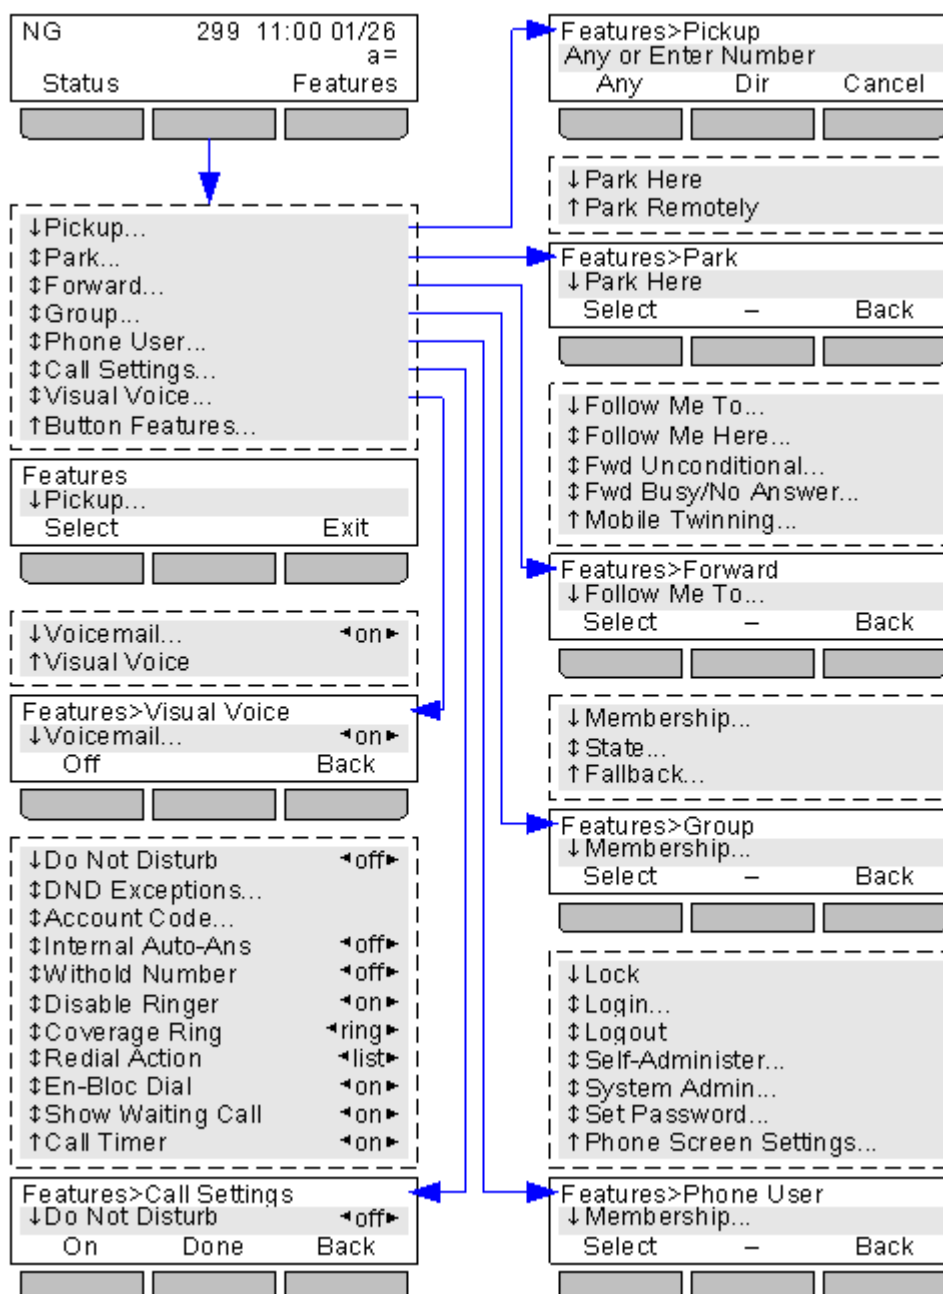 NG 299 11:00 01/26
a=
Status Features
↓Pickup...
↕Park...
↕Forward...
↕Group...
↕Phone User...
↕Call Settings...
↕Visual Voice...
↑Button Features...
Features
↓Pickup...
Select Exit
↓Voicemail... ◂on▸
↑Visual Voice
Features>Visual Voice
↓Voicemail... ◂on▸
Off Back
↓Do Not Disturb ◂off▸
↕DND Exceptions...
↕Account Code...
↕Internal Auto-Ans ◂off▸
↕Withold Number ◂off▸
↕Disable Ringer ◂on▸
↕Coverage Ring ◂ring▸
↕Redial Action ◂list▸
↕En-Bloc Dial ◂on▸
↕Show Waiting Call ◂on▸
↑Call Timer ◂on▸
Features>Call Settings
↓Do Not Disturb ◂off▸
On Done Back
Features>Pickup
Any or Enter Number
Any Dir Cancel
↓Park Here
↑Park Remotely
Features>Park
↓Park Here
Select – Back
↓Follow Me To...
↕Follow Me Here...
↕Fwd Unconditional...
↕Fwd Busy/No Answer...
↑Mobile Twinning...
Features>Forward
↓Follow Me To...
Select – Back
↓Membership...
↕State...
↑Fallback...
Features>Group
↓Membership...
Select – Back
↓Lock
↕Login...
↕Logout
↕Self-Administer...
↕System Admin...
↕Set Password...
↑Phone Screen Settings...
Features>Phone User
↓Membership...
Select – Back